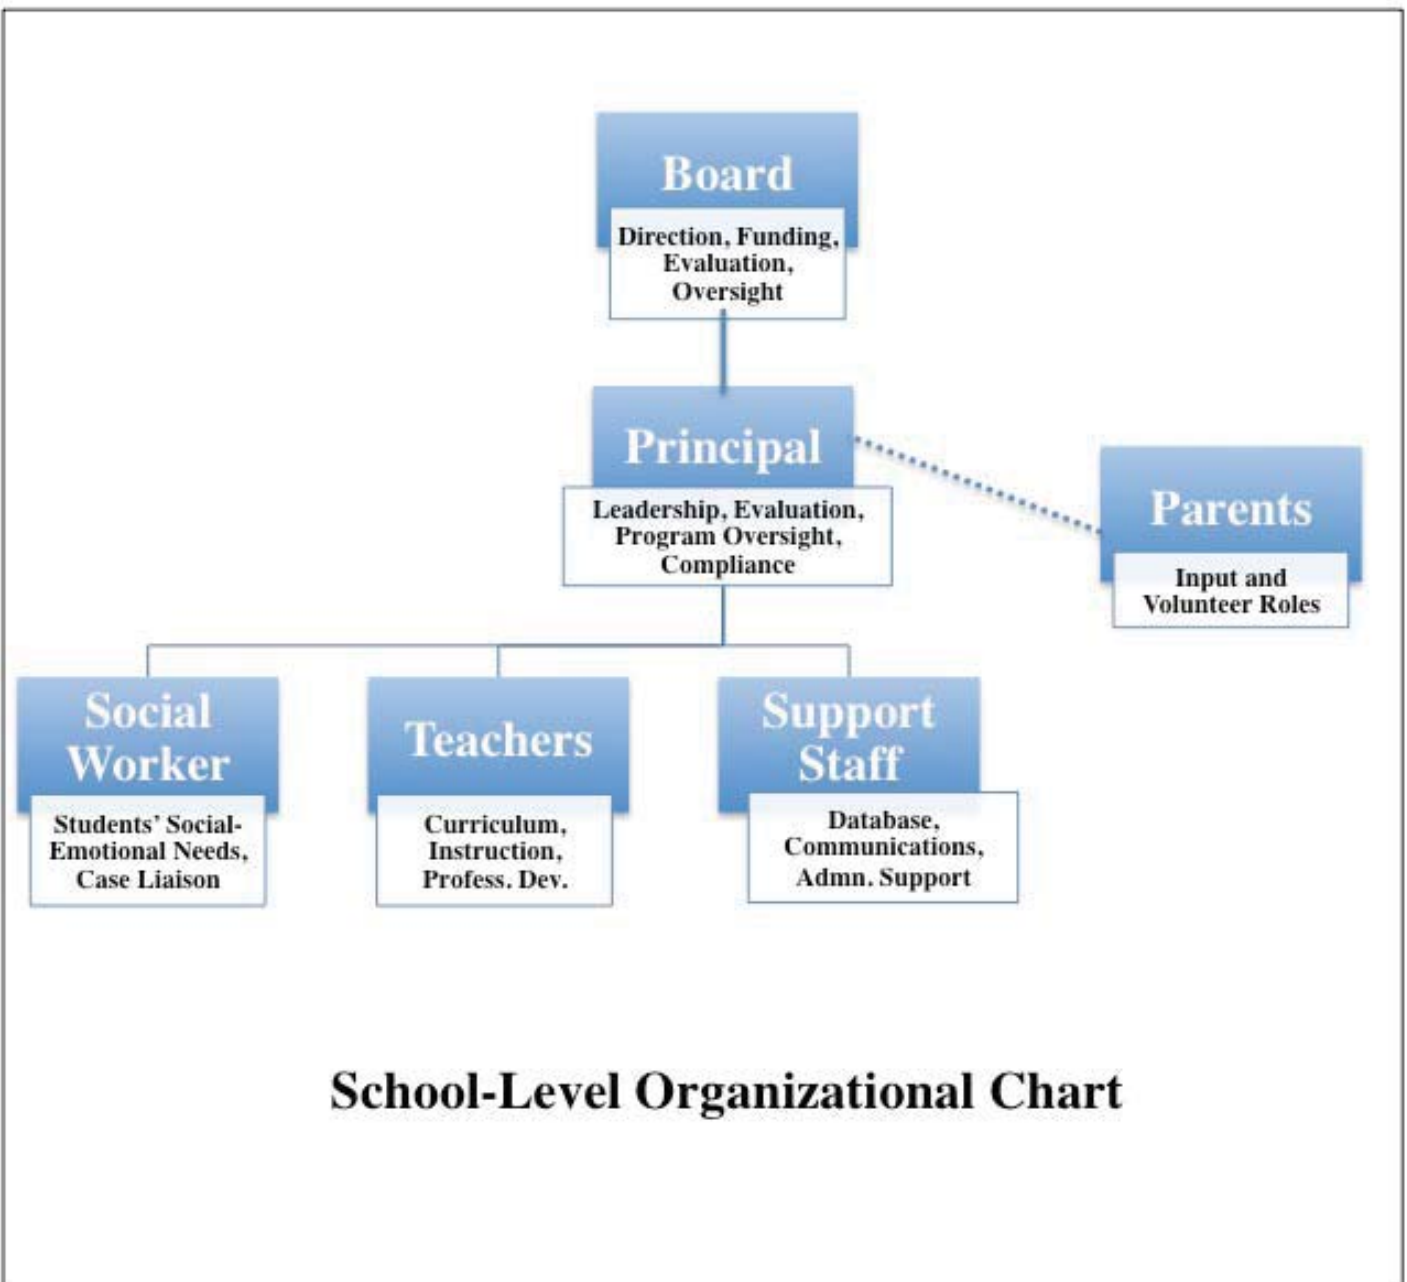 Board
Direction, Funding,
Evaluation,
Oversight
Principal
Leadership, Evaluation,
Program Oversight,
Compliance
Parents
Input and
Volunteer Roles
Social
Worker
Students’ Social-
Emotional Needs,
Case Liaison
Teachers
Curriculum,
Instruction,
Profess. Dev.
Support
Staff
Database,
Communications,
Admn. Support
School-Level Organizational Chart